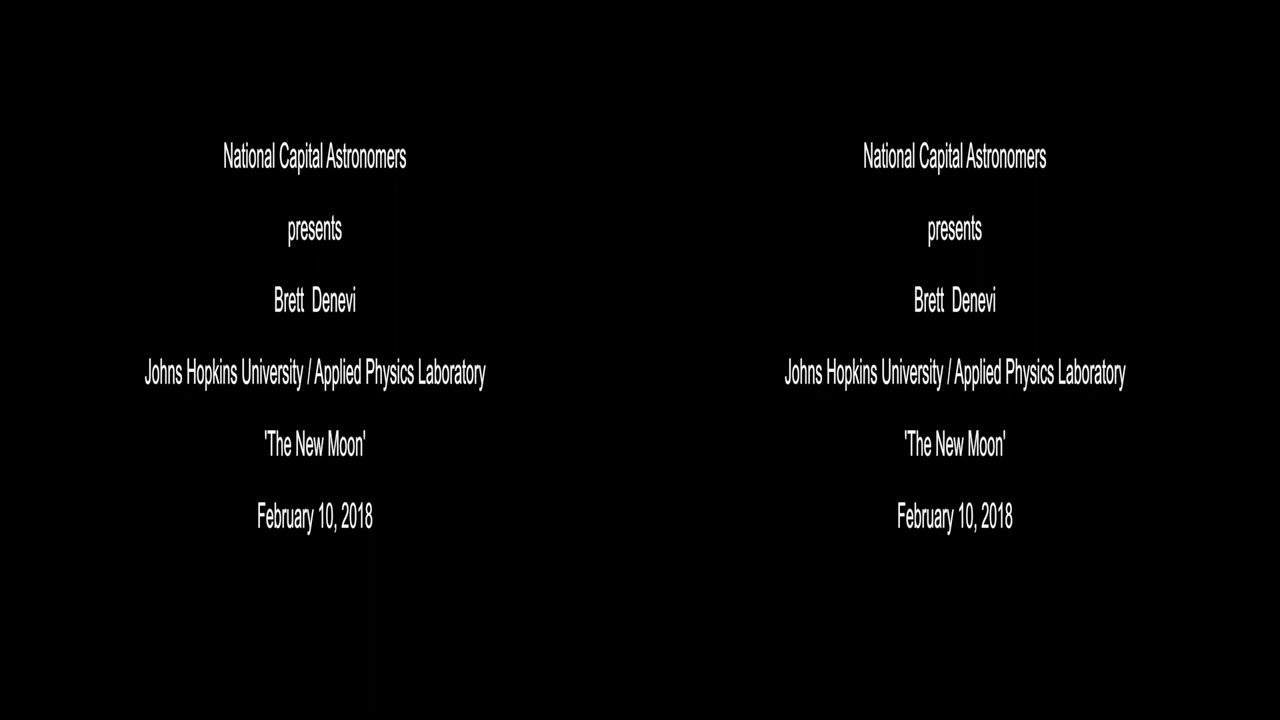 National Capital Astronomers
presents
Brett  Denevi
Johns Hopkins University / Applied Physics Laboratory
'The New Moon'
February 10, 2018
National Capital Astronomers
presents
Brett  Denevi
Johns Hopkins University / Applied Physics Laboratory
'The New Moon'
February 10, 2018